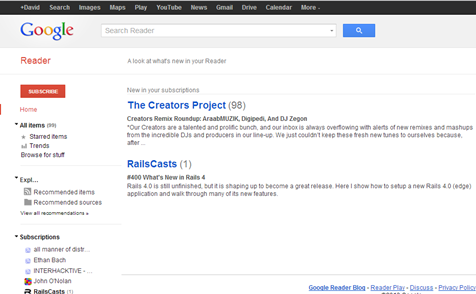 +David Search Images Maps Play YouTube News Gmail Drive Calendar More
Google
Search Reader
Reader
A look at what's new in your Reader
SUBSCRIBE
Home
All items (99)
Starred items
Trends
Browse for stuff
Expl...
Recommended items
Recommended sources
View all recommendations »
Subscriptions
all manner of distr...
Ethan Bach
INTERHACKTIVE - ...
John O'Nolan
RailsCasts (1)
New in your subscriptions
The Creators Project (98)
Creators Remix Roundup: AraabMUZIK, Digipedi, And DJ Zegon
"Our Creators are a talented and prolific bunch, and our inbox is always overflowing with alerts of new remixes and mashups
from the incredible DJs and producers in our line-up. We just couldn't keep these fresh new tunes to ourselves because,
after ...
RailsCasts (1)
#400 What's New in Rails 4
Rails 4.0 is still unfinished, but it is shaping up to become a great release. Here I show how to setup a new Rails 4.0 (edge)
application and walk through many of its new features.
Google Reader Blog - Reader Play - Discuss - Privacy Policy